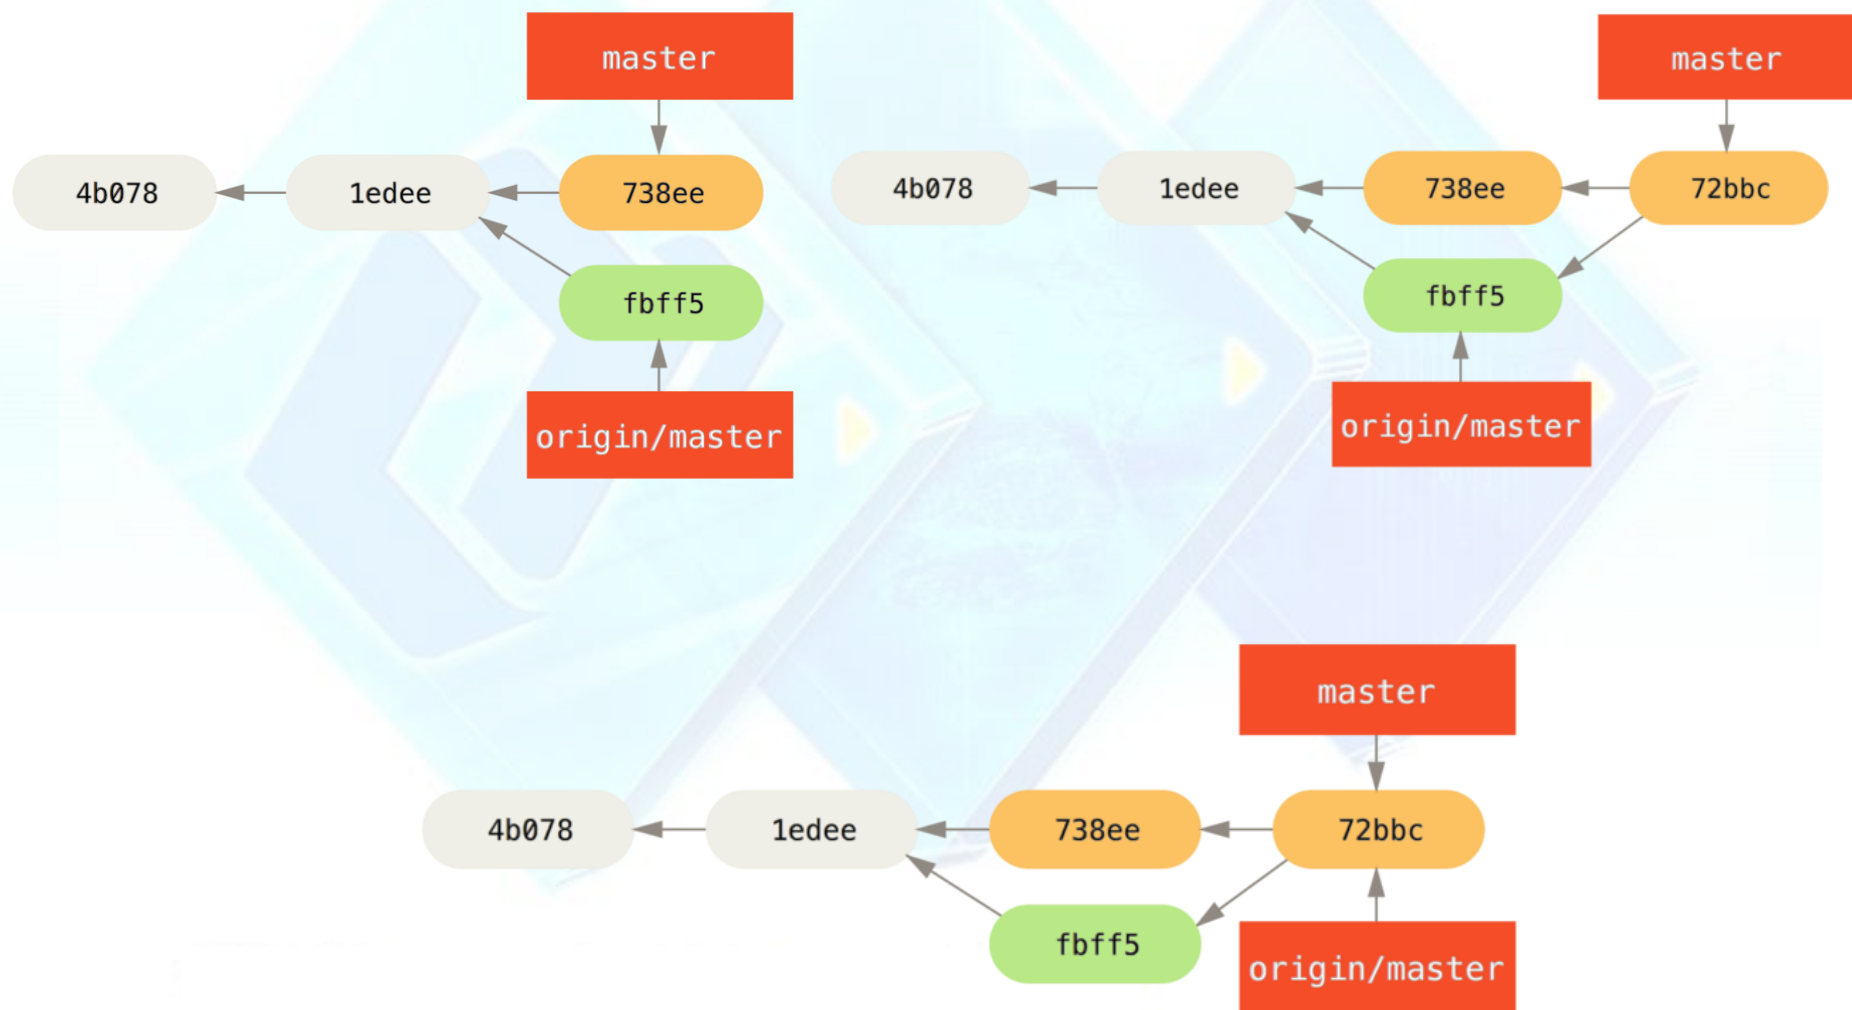 master
4b078
1edee
738ee
fbff5
origin/master
master
4b078
1edee
738ee
72bbc
fbff5
origin/master
master
4b078
1edee
738ee
72bbc
fbff5
origin/master